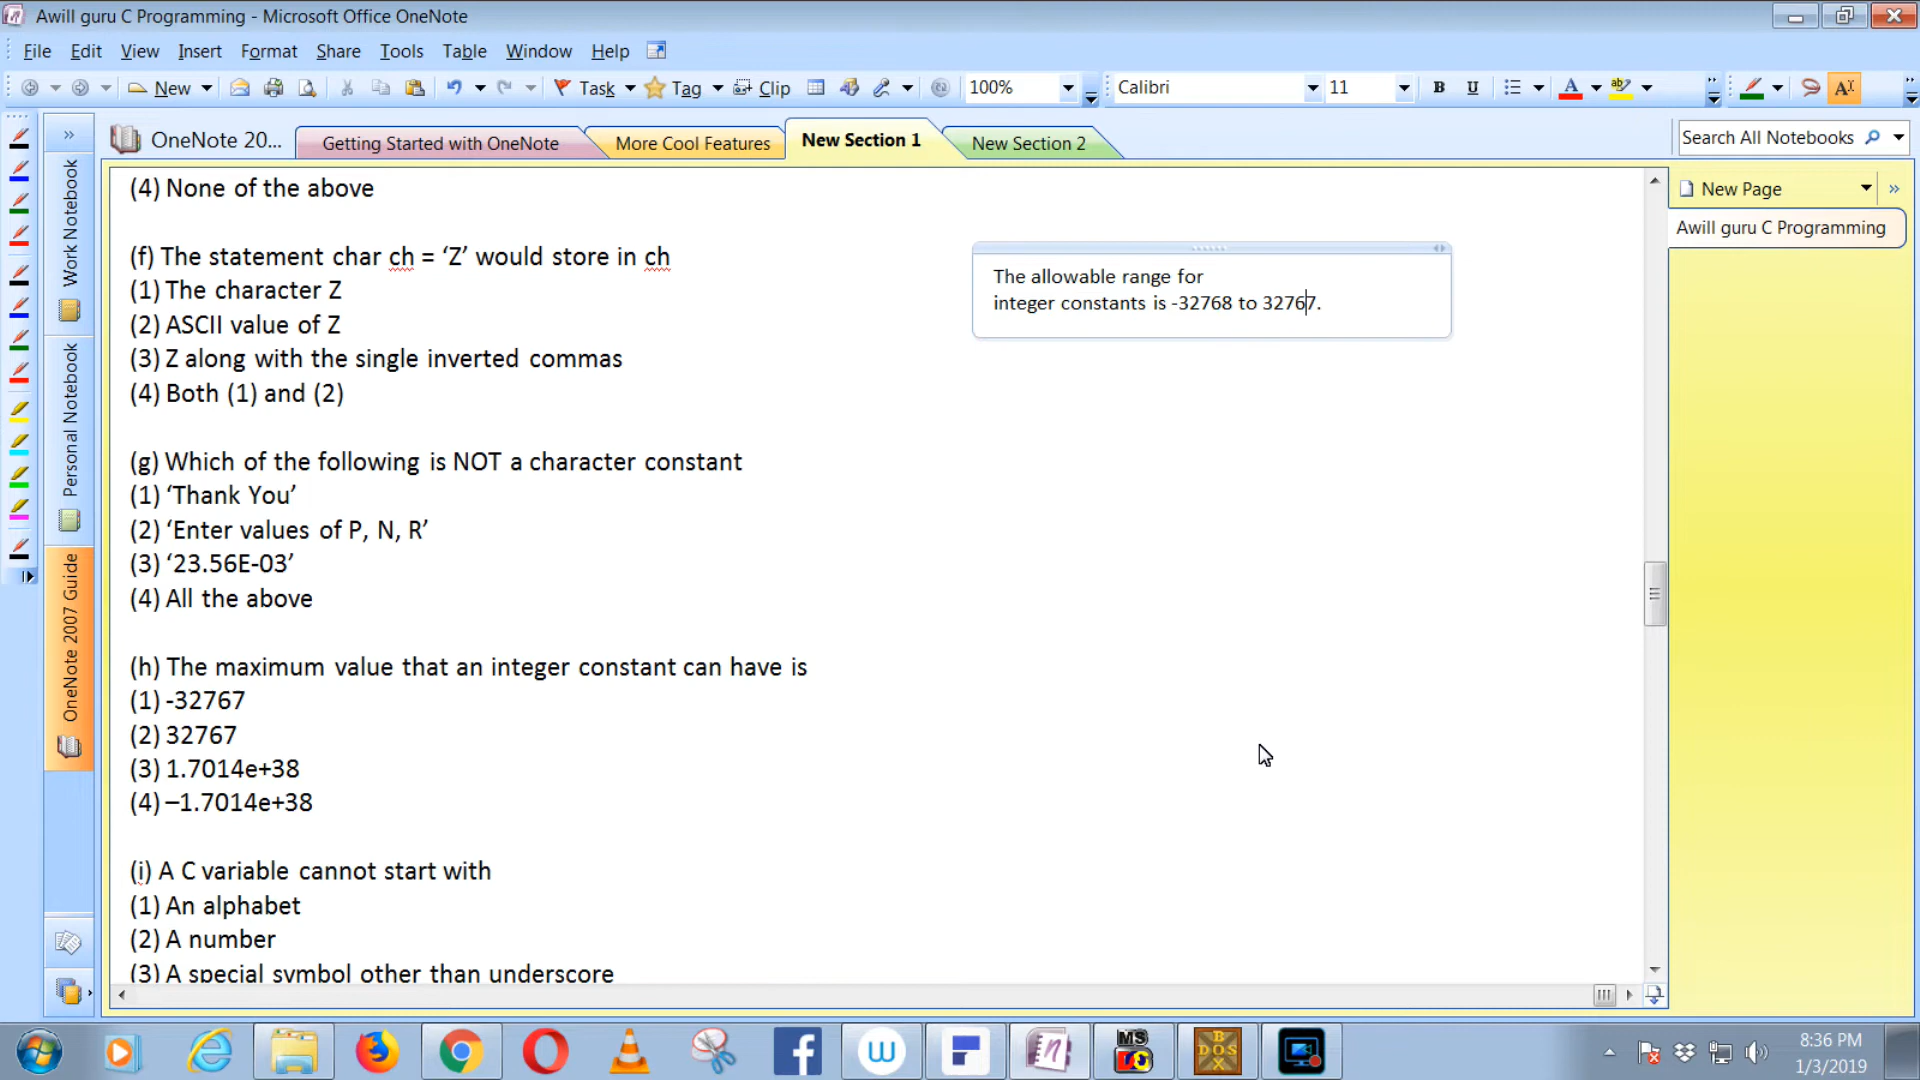 Awill guru C Programming - Microsoft Office OneNote
File Edit View Insert Format Share Tools Table Window Help
New Task Tag Clip 100% Calibri 11 B U A ab A
OneNote 20... Getting Started with OneNote More Cool Features New Section 1 New Section 2 Search All Notebooks
New Page
Awill guru C Programming
Work Notebook
Personal Notebook
OneNote 2007 Guide
(4) None of the above
(f) The statement char ch = ‘Z’ would store in ch
(1) The character Z
(2) ASCII value of Z
(3) Z along with the single inverted commas
(4) Both (1) and (2)
(g) Which of the following is NOT a character constant
(1) ‘Thank You’
(2) ‘Enter values of P, N, R’
(3) ‘23.56E-03’
(4) All the above
(h) The maximum value that an integer constant can have is
(1) -32767
(2) 32767
(3) 1.7014e+38
(4) –1.7014e+38
(i) A C variable cannot start with
(1) An alphabet
(2) A number
(3) A special symbol other than underscore
The allowable range for
integer constants is -32768 to 32767.
MS
DOS BOX
8:36 PM
1/3/2019